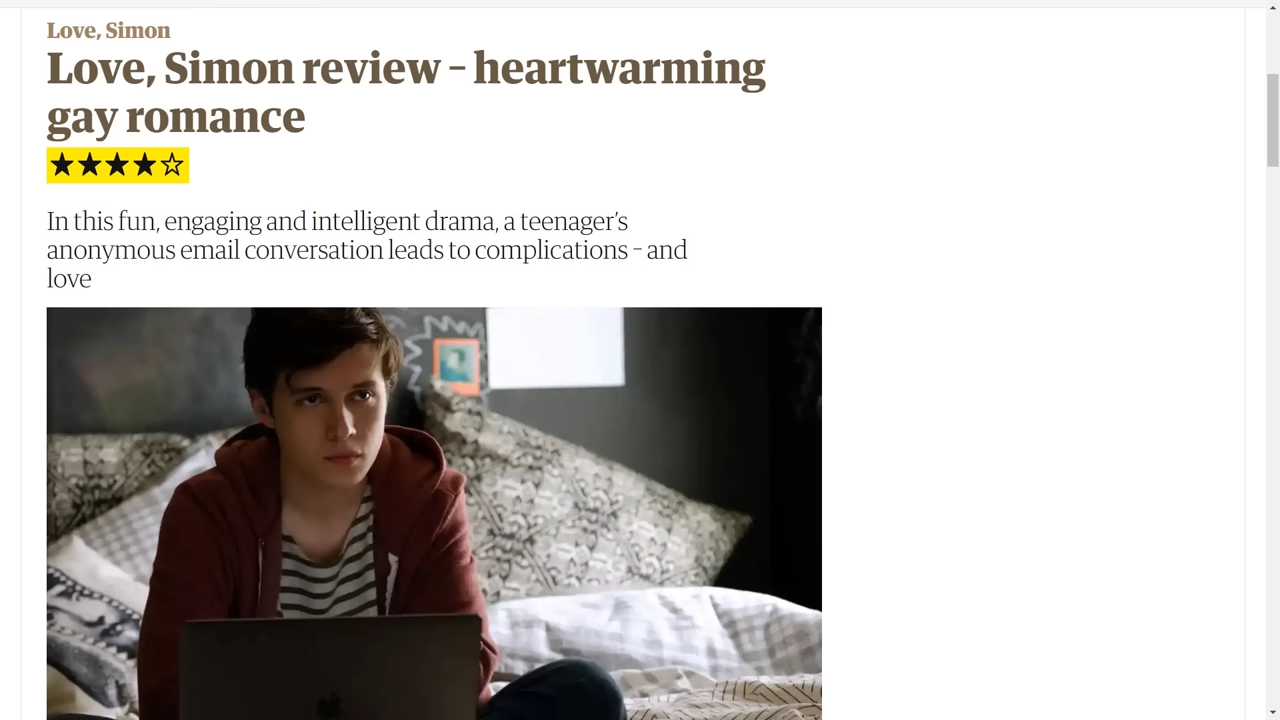 Love, Simon
Love, Simon review – heartwarming
gay romance
In this fun, engaging and intelligent drama, a teenager’s
anonymous email conversation leads to complications – and
love